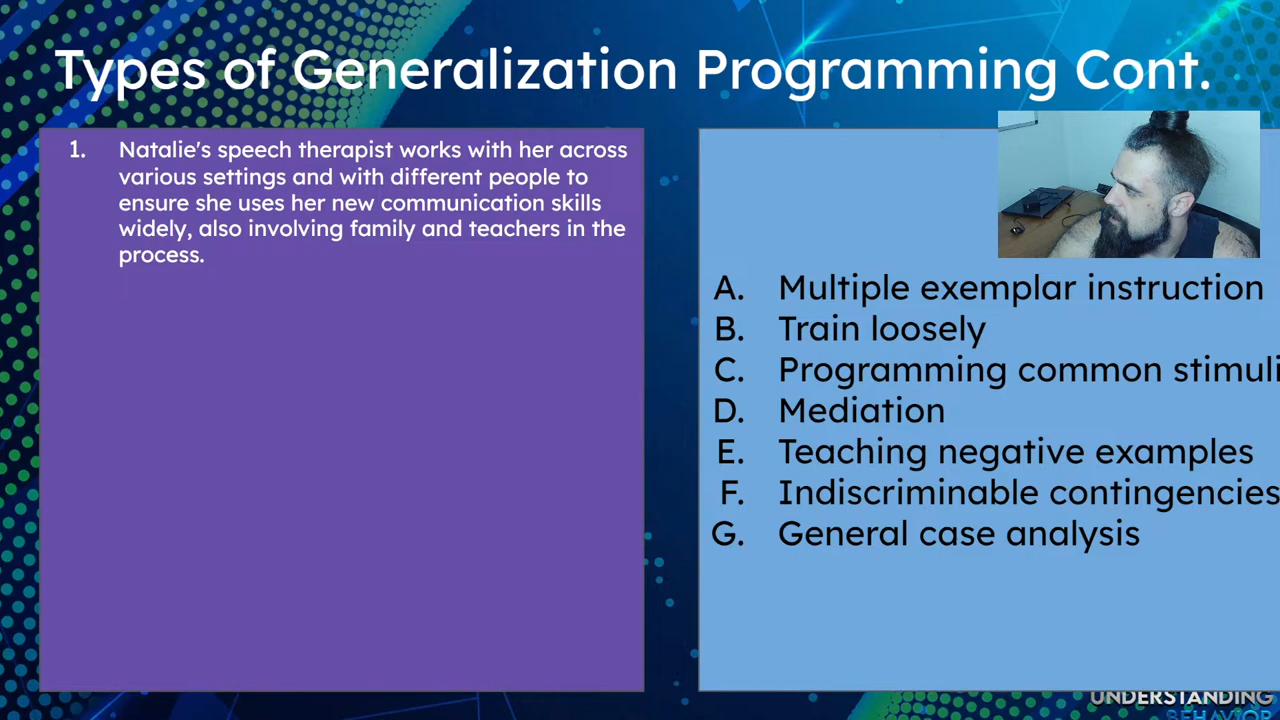 Types of Generalization Programming Cont.
1. Natalie's speech therapist works with her across
various settings and with different people to
ensure she uses her new communication skills
widely, also involving family and teachers in the
process.
A. Multiple exemplar instruction
B. Train loosely
C. Programming common stimuli
D. Mediation
E. Teaching negative examples
F. Indiscriminable contingencies
G. General case analysis
UNDERSTANDING
BEHAVIOR